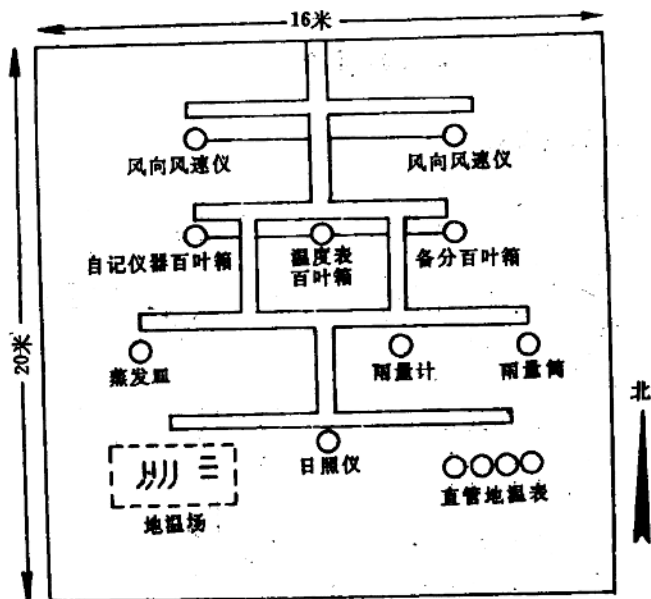 16米
风向风速仪
风向风速仪
自记仪器百叶箱
温度表
百叶箱
备分百叶箱
20米
蒸发皿
雨量计
雨量筒
北
日照仪
地温场
直管地温表